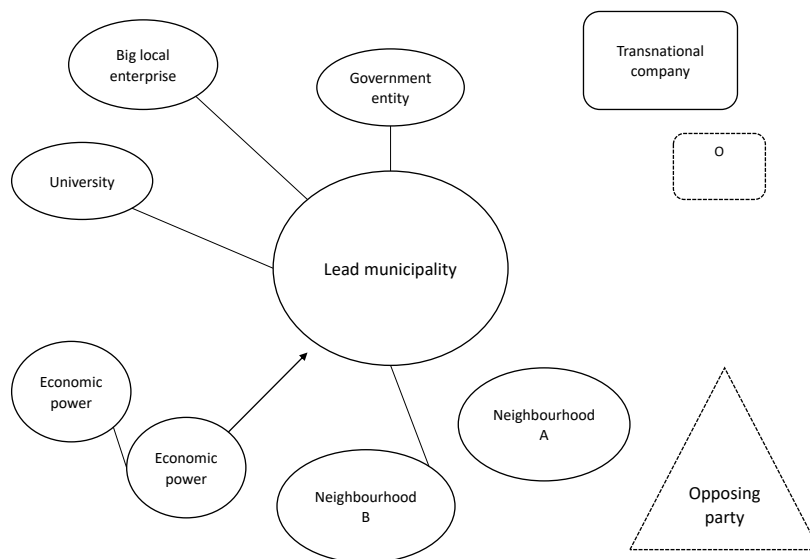 Big local
enterprise
Government
entity
Transnational
company
O
University
Lead municipality
Economic
power
Neighbourhood
A
Economic
power
Neighbourhood
B
Opposing
party